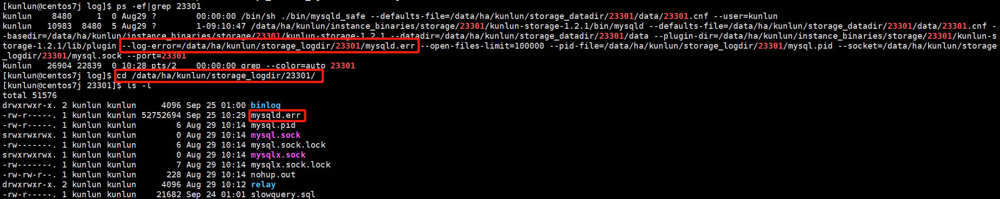 [kunlun@centos7j log]$ ps -ef|grep 23301
kunlun    8480     1  0 Aug29 ?        00:00:00 /bin/sh ./bin/mysqld_safe --defaults-file=/data/ha/kunlun/storage_datadir/23301/data/23301.cnf --user=kunlun
kunlun   10983  8480  5 Aug29 ?        1-09:10:47 /data/ha/kunlun/instance_binaries/storage/23301/kunlun-storage-1.2.1/bin/mysqld --defaults-file=/data/ha/kunlun/storage_datadir/23301/data/23301.cnf -
-basedir=/data/ha/kunlun/instance_binaries/storage/23301/kunlun-storage-1.2.1 --datadir=/data/ha/kunlun/storage_datadir/23301/data --plugin-dir=/data/ha/kunlun/instance_binaries/storage/23301/kunlun-s
torage-1.2.1/lib/plugin --log-error=/data/ha/kunlun/storage_logdir/23301/mysqld.err --open-files-limit=100000 --pid-file=/data/ha/kunlun/storage_logdir/23301/mysql.pid --socket=/data/ha/kunlun/storage
_logdir/23301/mysql.sock --port=23301
kunlun   26904 22839  0 10:28 pts/2    00:00:00 grep --color=auto 23301
[kunlun@centos7j log]$ cd /data/ha/kunlun/storage_logdir/23301/
[kunlun@centos7j 23301]$ ls -l
total 51576
drwxrwxr-x. 2 kunlun kunlun     4096 Sep 25 01:00 binlog
-rw-r-----. 1 kunlun kunlun 52752694 Sep 25 10:29 mysqld.err
-rw-r-----. 1 kunlun kunlun        6 Aug 29 10:14 mysql.pid
srwxrwxrwx. 1 kunlun kunlun        0 Aug 29 10:14 mysql.sock
-rw-------. 1 kunlun kunlun        6 Aug 29 10:14 mysql.sock.lock
srwxrwxrwx. 1 kunlun kunlun        0 Aug 29 10:14 mysqlx.sock
-rw-------. 1 kunlun kunlun        7 Aug 29 10:14 mysqlx.sock.lock
-rw-rw-r--. 1 kunlun kunlun      228 Aug 29 10:14 nohup.out
drwxrwxr-x. 2 kunlun kunlun     4096 Aug 29 10:12 relay
-rw-r-----. 1 kunlun kunlun    21682 Sep 24 01:01 slowquery.sql